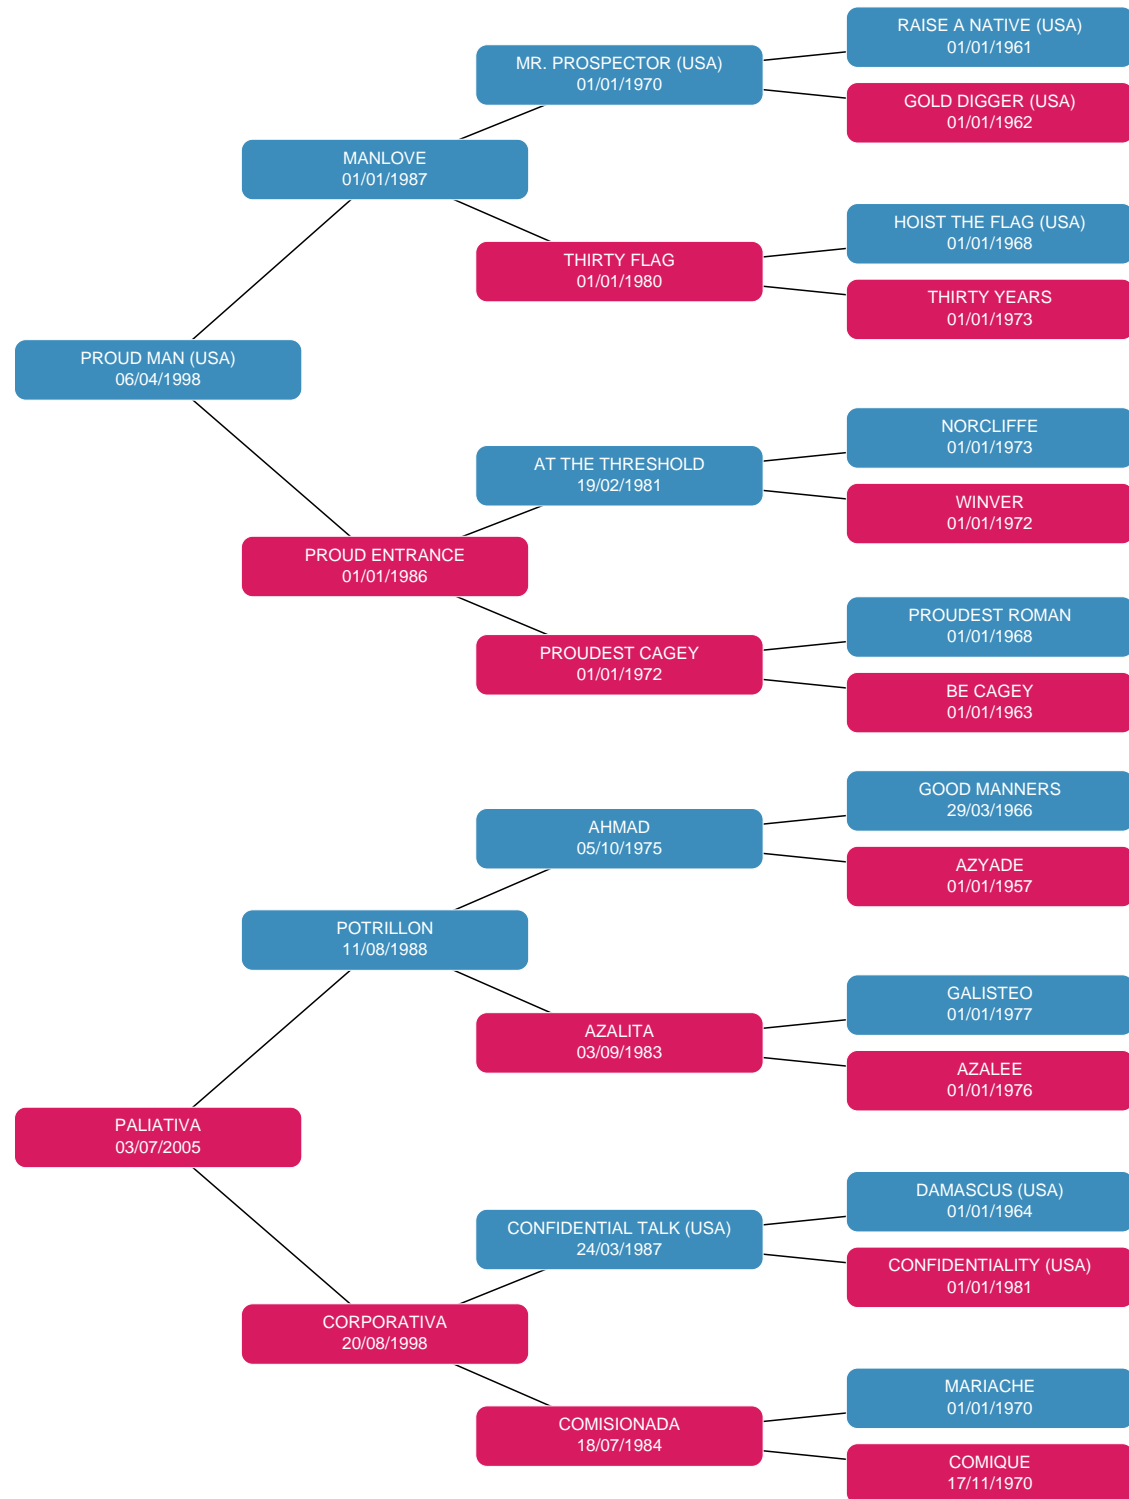 RAISE A NATIVE (USA)
01/01/1961
MR. PROSPECTOR (USA)
01/01/1970
GOLD DIGGER (USA)
01/01/1962
MANLOVE
01/01/1987
HOIST THE FLAG (USA)
01/01/1968
THIRTY FLAG
01/01/1980
THIRTY YEARS
01/01/1973
PROUD MAN (USA)
06/04/1998
NORCLIFFE
01/01/1973
AT THE THRESHOLD
19/02/1981
WINVER
01/01/1972
PROUD ENTRANCE
01/01/1986
PROUDEST ROMAN
01/01/1968
PROUDEST CAGEY
01/01/1972
BE CAGEY
01/01/1963
GOOD MANNERS
29/03/1966
AHMAD
05/10/1975
AZYADE
01/01/1957
POTRILLON
11/08/1988
GALISTEO
01/01/1977
AZALITA
03/09/1983
AZALEE
01/01/1976
PALIATIVA
03/07/2005
DAMASCUS (USA)
01/01/1964
CONFIDENTIAL TALK (USA)
24/03/1987
CONFIDENTIALITY (USA)
01/01/1981
CORPORATIVA
20/08/1998
MARIACHE
01/01/1970
COMISIONADA
18/07/1984
COMIQUE
17/11/1970